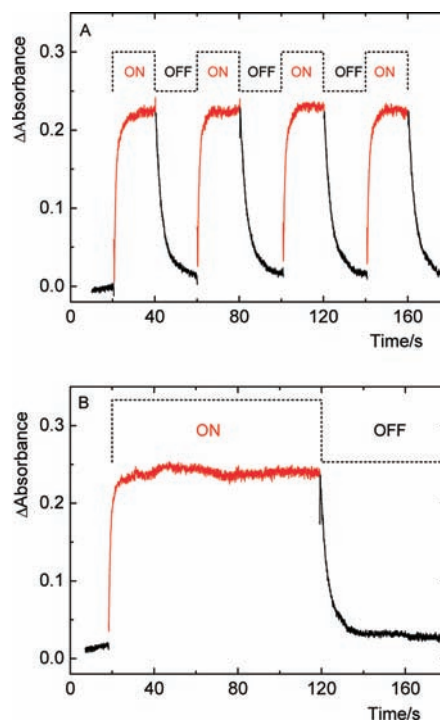 A
ON OFF ON OFF ON OFF ON
0.3
0.2
0.1
0.0
ΔAbsorbance
0 40 80 120 160
Time/s
B
ON OFF
0.3
0.2
0.1
0.0
ΔAbsorbance
0 40 80 120 160
Time/s